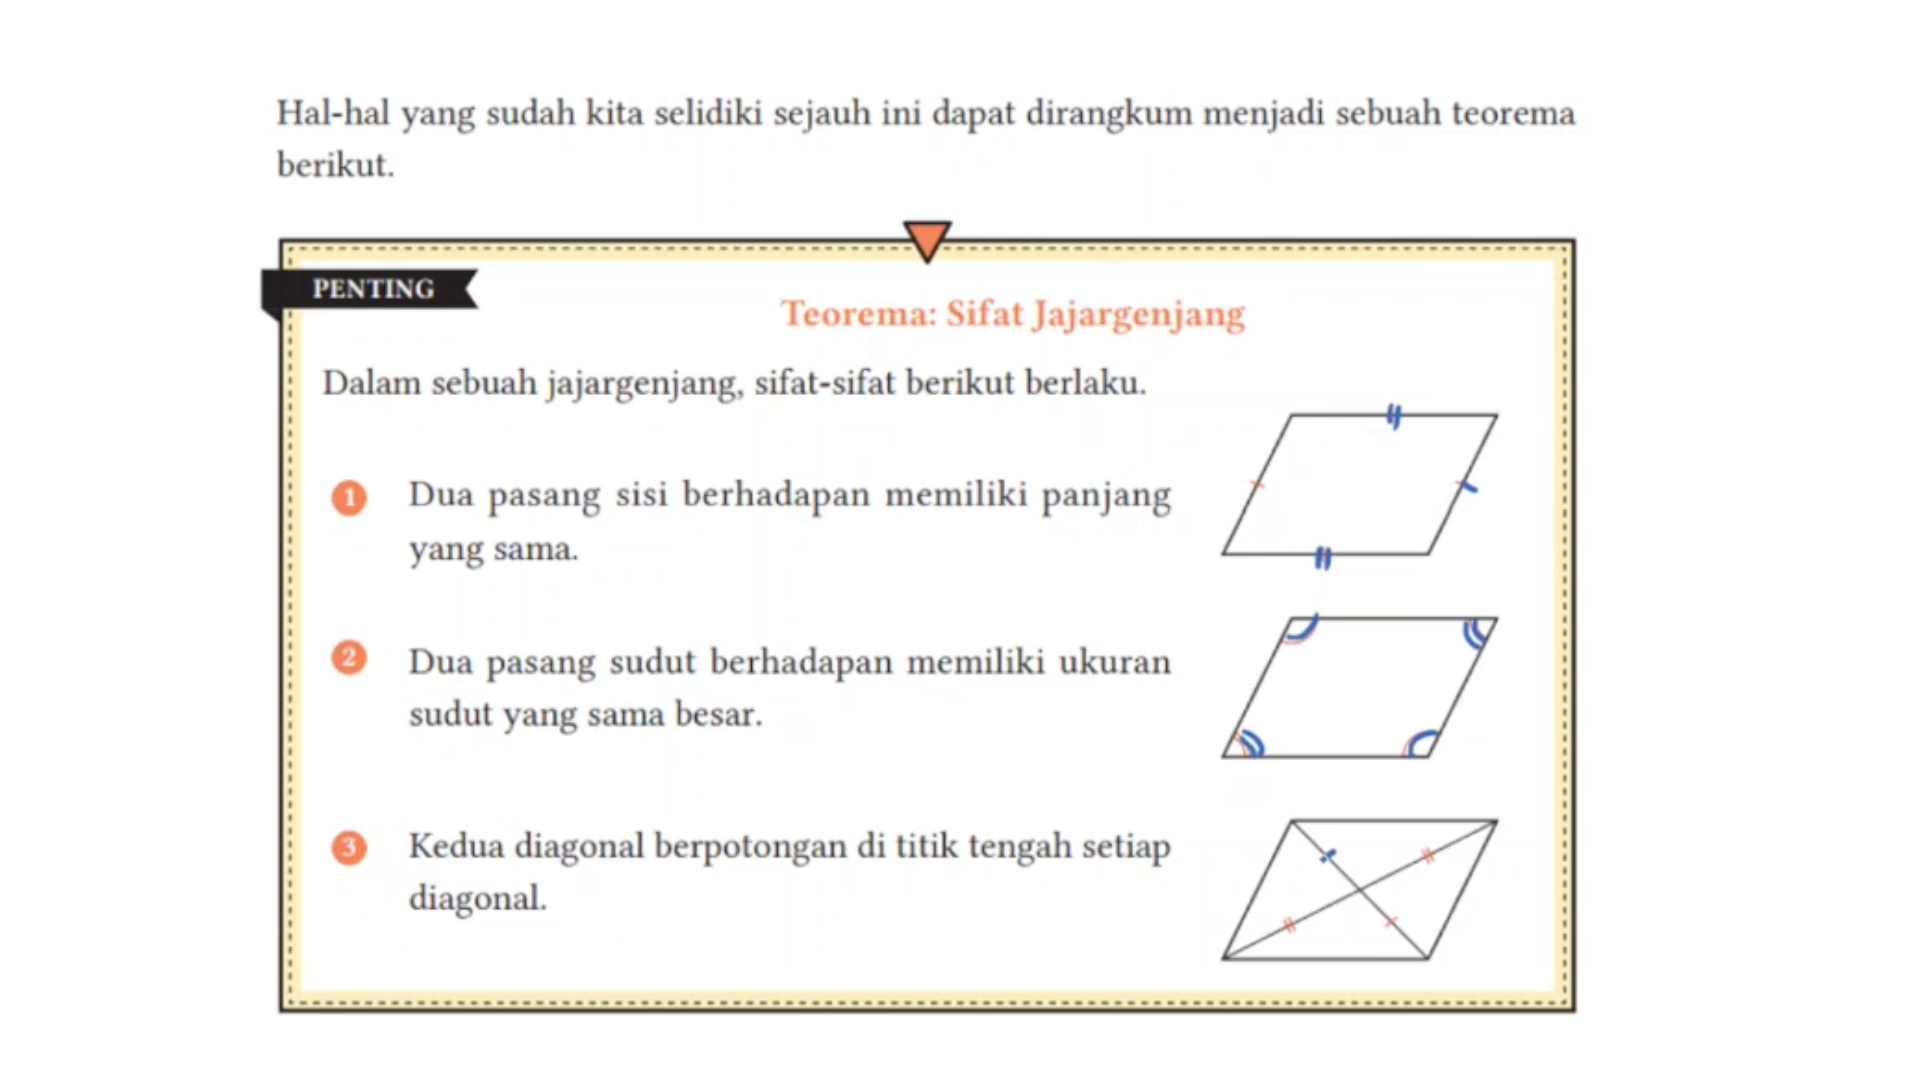 Hal-hal yang sudah kita selidiki sejauh ini dapat dirangkum menjadi sebuah teorema
berikut.
PENTING
Teorema: Sifat Jajargenjang
Dalam sebuah jajargenjang, sifat-sifat berikut berlaku.
1 Dua pasang sisi berhadapan memiliki panjang
yang sama.
2 Dua pasang sudut berhadapan memiliki ukuran
sudut yang sama besar.
3 Kedua diagonal berpotongan di titik tengah setiap
diagonal.